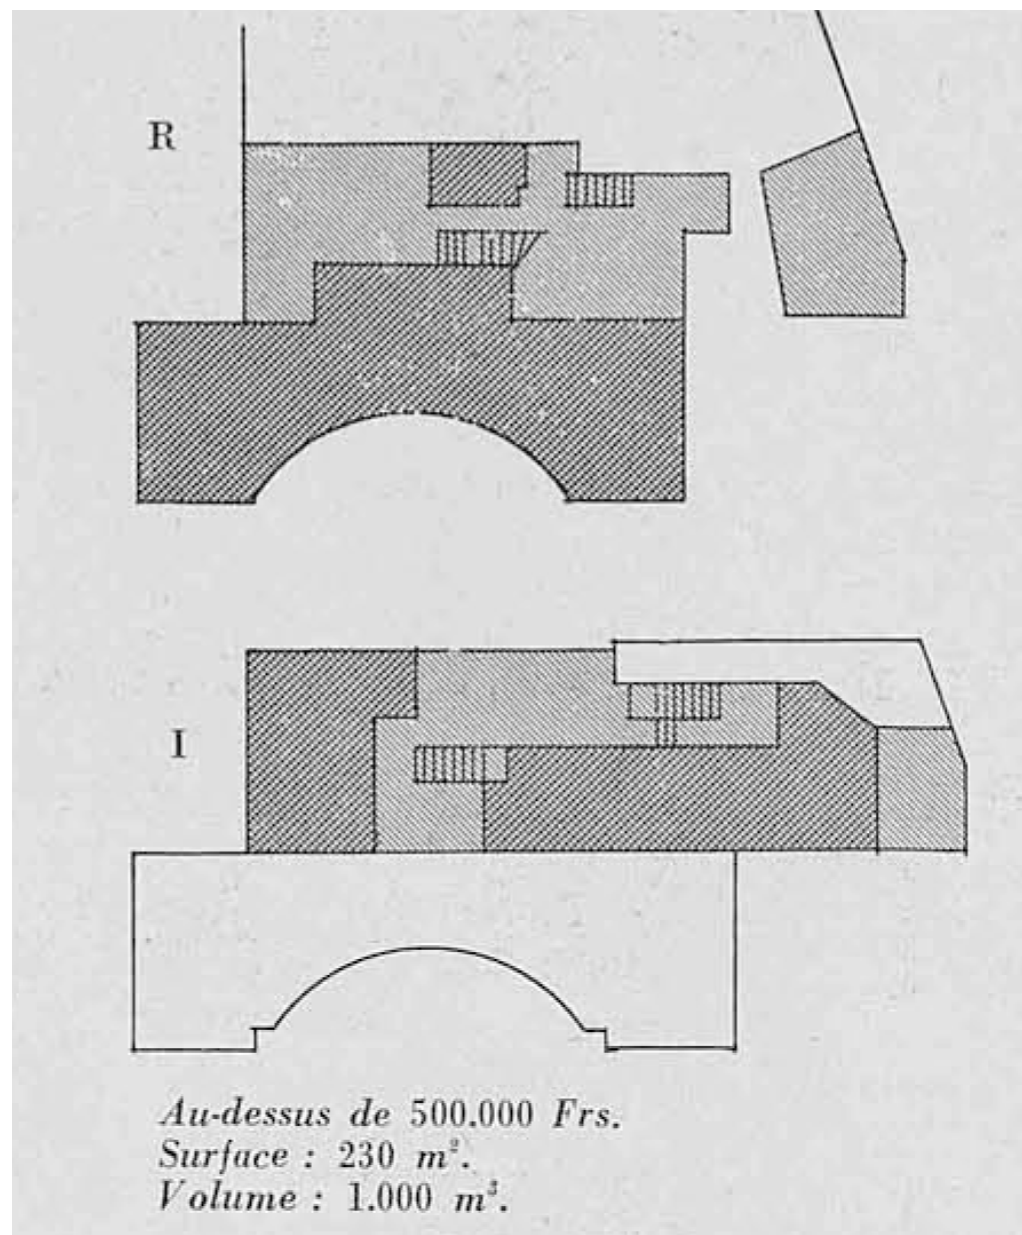 R
I
Au-dessus de 500.000 Frs.
Surface : 230 m².
Volume : 1.000 m³.